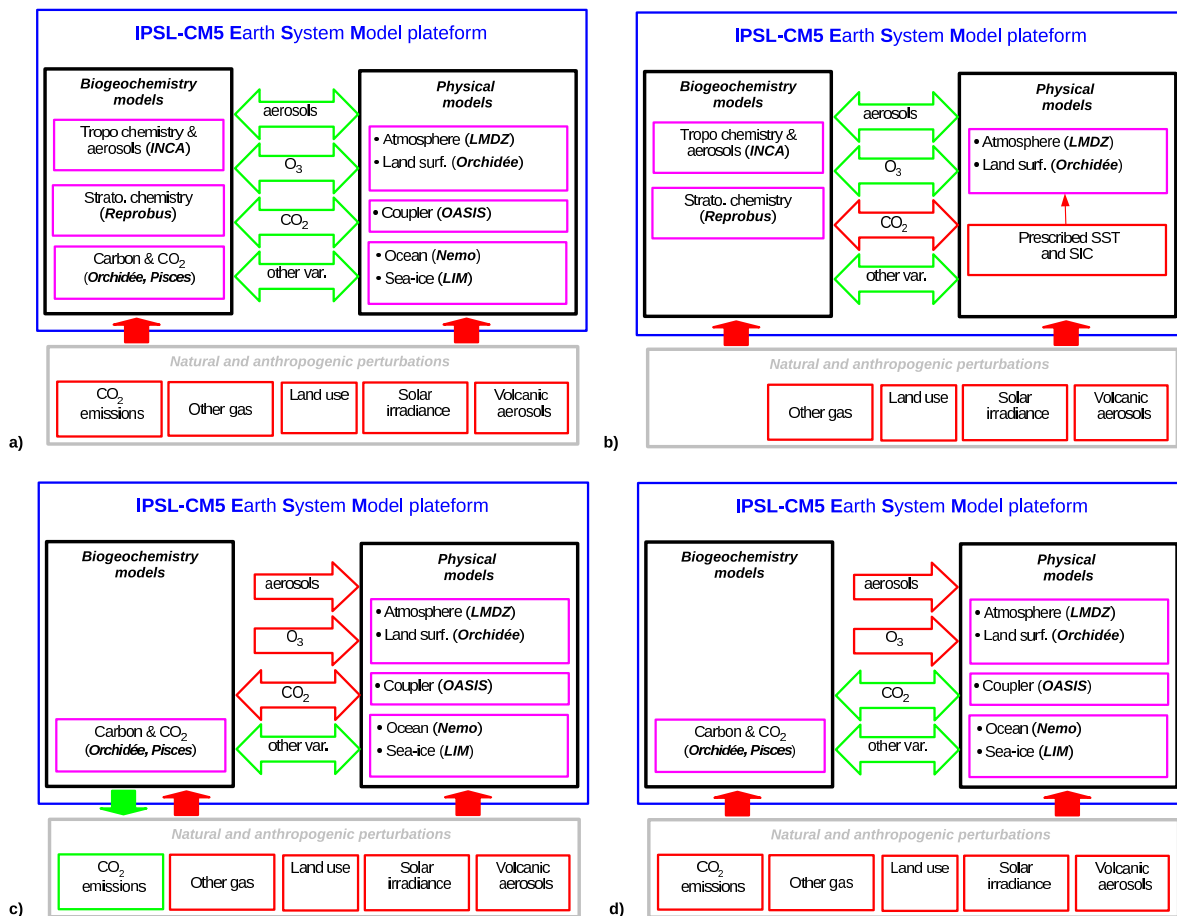 IPSL-CM5 Earth System Model plateform
Biogeochemistry
models
Tropo chemistry &
aerosols (INCA)
Strato. chemistry
(Reprobus)
Carbon & CO2
(Orchidée, Pisces)
aerosols
O3
CO2
other var.
Physical
models
• Atmosphere (LMDZ)
• Land surf. (Orchidée)
• Coupler (OASIS)
• Ocean (Nemo)
• Sea-ice (LIM)
Natural and anthropogenic perturbations
CO2
emissions
Other gas
Land use
Solar
irradiance
Volcanic
aerosols
a)
IPSL-CM5 Earth System Model plateform
Biogeochemistry
models
Tropo chemistry &
aerosols (INCA)
Strato. chemistry
(Reprobus)
aerosols
O3
CO2
other var.
Physical
models
• Atmosphere (LMDZ)
• Land surf. (Orchidée)
Prescribed SST
and SIC
Natural and anthropogenic perturbations
Other gas
Land use
Solar
irradiance
Volcanic
aerosols
b)
IPSL-CM5 Earth System Model plateform
Biogeochemistry
models
Carbon & CO2
(Orchidée, Pisces)
aerosols
O3
CO2
other var.
Physical
models
• Atmosphere (LMDZ)
• Land surf. (Orchidée)
• Coupler (OASIS)
• Ocean (Nemo)
• Sea-ice (LIM)
Natural and anthropogenic perturbations
CO2
emissions
Other gas
Land use
Solar
irradiance
Volcanic
aerosols
c)
IPSL-CM5 Earth System Model plateform
Biogeochemistry
models
Carbon & CO2
(Orchidée, Pisces)
aerosols
O3
CO2
other var.
Physical
models
• Atmosphere (LMDZ)
• Land surf. (Orchidée)
• Coupler (OASIS)
• Ocean (Nemo)
• Sea-ice (LIM)
Natural and anthropogenic perturbations
CO2
emissions
Other gas
Land use
Solar
irradiance
Volcanic
aerosols
d)